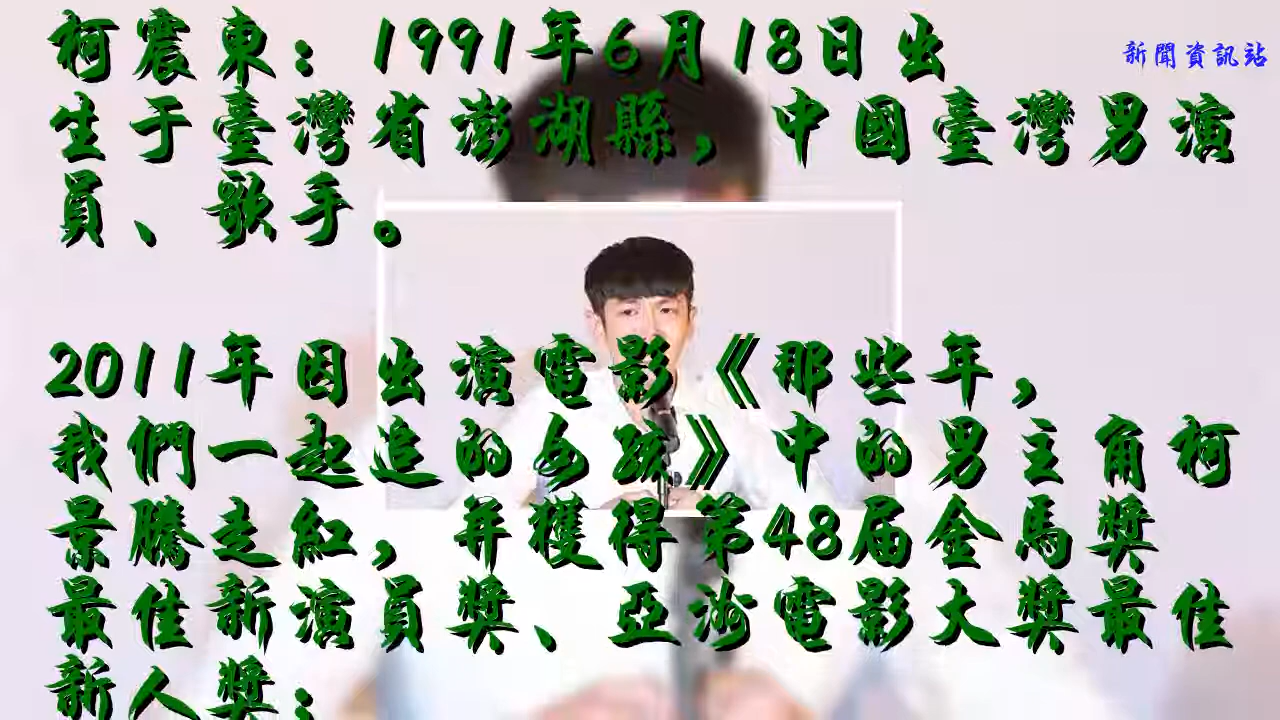 柯震東：1991年6月18日出
生于臺灣省澎湖縣，中國臺灣男演
員、歌手。
2011年因出演電影《那些年，
我們一起追的女孩》中的男主角柯
景騰走紅，并獲得第48届金馬獎
最佳新演員獎、亞洲電影大獎最佳
新人獎；
新聞資訊站